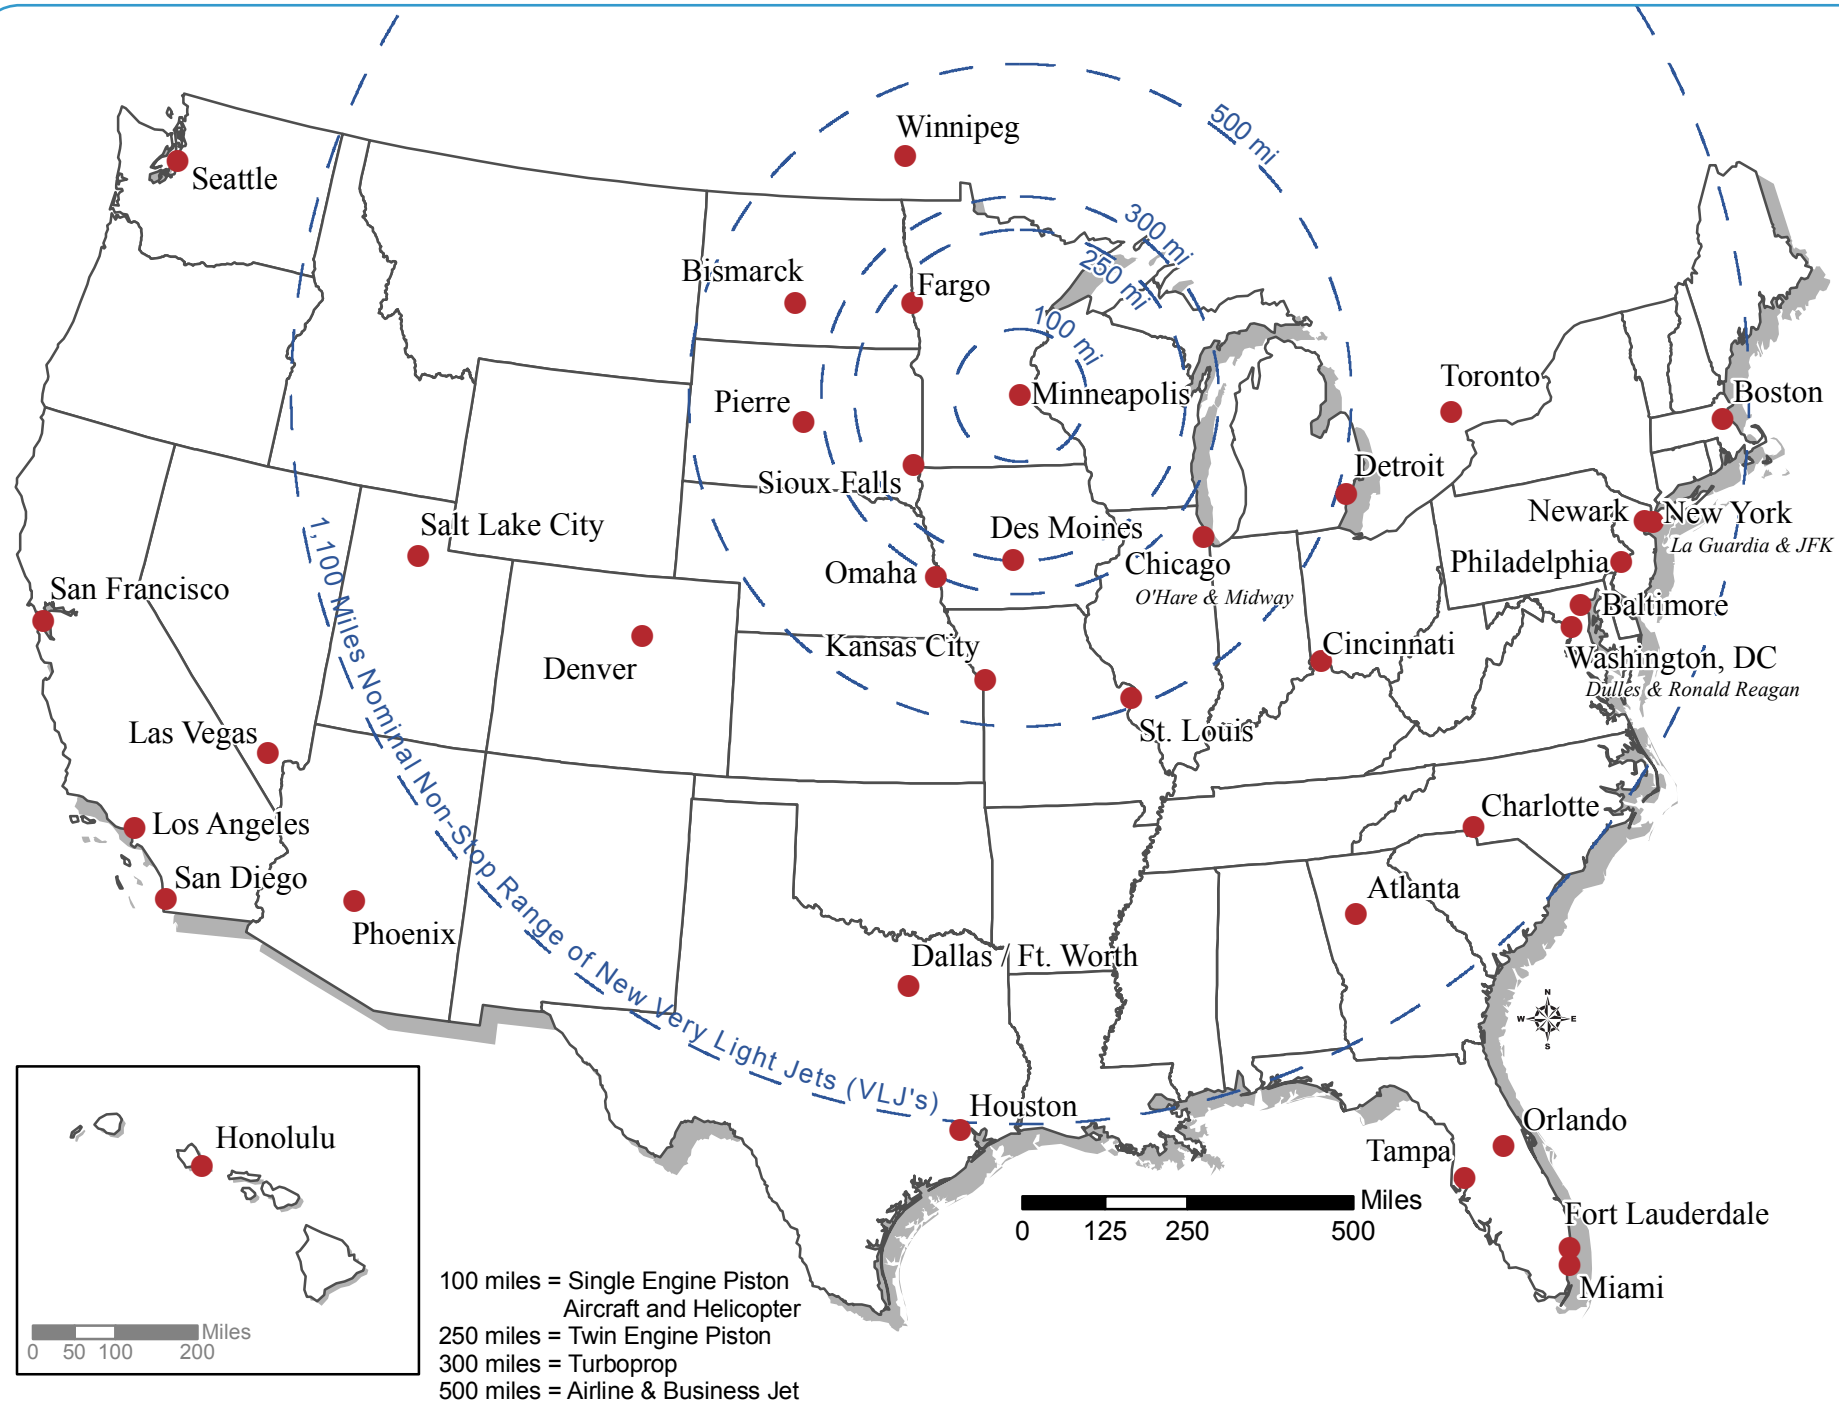 500 mi
Winnipeg
Seattle
300 mi
250 mi
Bismarck
Fargo
100 mi
Minneapolis
Toronto
Boston
Pierre
Detroit
Sioux Falls
Newark
New York
La Guardia & JFK
Salt Lake City
Des Moines
Chicago
O'Hare & Midway
Philadelphia
Omaha
San Francisco
Baltimore
Kansas City
Cincinnati
Washington, DC
Dulles & Ronald Reagan
Denver
1,100 Miles Nominal Non-Stop Range of New Very Light Jets (VLJ's)
Las Vegas
St. Louis
Los Angeles
Charlotte
San Diego
Atlanta
Phoenix
Dallas / Ft. Worth
N
W E
S
Houston
Orlando
Honolulu
Tampa
Miles
0 125 250 500
Fort Lauderdale
Miami
Miles
0 50 100 200
100 miles = Single Engine Piston
Aircraft and Helicopter
250 miles = Twin Engine Piston
300 miles = Turboprop
500 miles = Airline & Business Jet